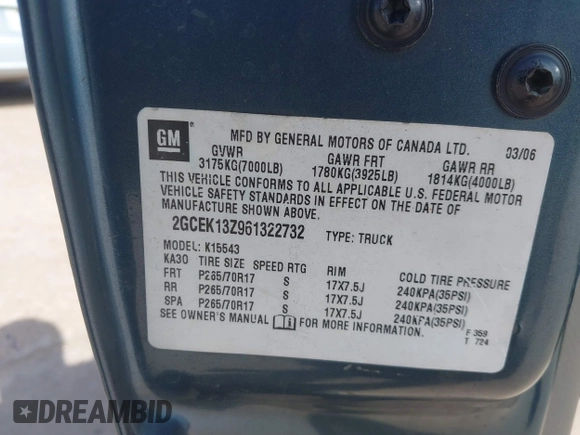 GM
MFD BY GENERAL MOTORS OF CANADA LTD. 03/06
GVWR GAWR FRT GAWR RR
3175KG(7000LB) 1780KG(3925LB) 1814KG(4000LB)
THIS VEHICLE CONFORMS TO ALL APPLICABLE U.S. FEDERAL MOTOR
VEHICLE SAFETY STANDARDS IN EFFECT ON THE DATE OF
MANUFACTURE SHOWN ABOVE.
2GCEK13Z961322732 TYPE: TRUCK
MODEL: K15543
KA30 TIRE SIZE SPEED RTG RIM COLD TIRE PRESSURE
FRT P265/70R17 S 17X7.5J 240KPA(35PSI)
RR P265/70R17 S 17X7.5J 240KPA(35PSI)
SPA P265/70R17 S 17X7.5J 240KPA(35PSI)
SEE OWNER'S MANUAL FOR MORE INFORMATION.
F 359
T 724
DREAMBID